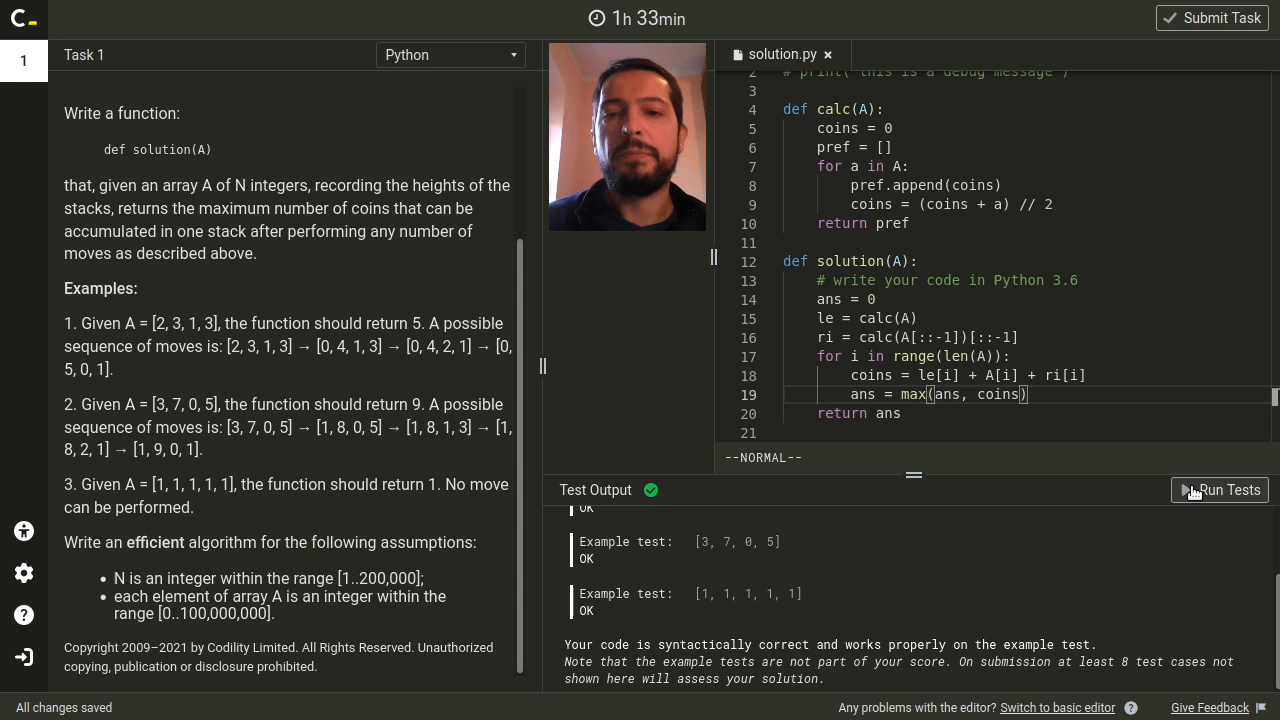 C_
1h 33min
Submit Task
1
Task 1
Python
Write a function:
def solution(A)
that, given an array A of N integers, recording the heights of the
stacks, returns the maximum number of coins that can be
accumulated in one stack after performing any number of
moves as described above.
Examples:
1. Given A = [2, 3, 1, 3], the function should return 5. A possible
sequence of moves is: [2, 3, 1, 3] → [0, 4, 1, 3] → [0, 4, 2, 1] → [0,
5, 0, 1].
2. Given A = [3, 7, 0, 5], the function should return 9. A possible
sequence of moves is: [3, 7, 0, 5] → [1, 8, 0, 5] → [1, 8, 1, 3] → [1,
8, 2, 1] → [1, 9, 0, 1].
3. Given A = [1, 1, 1, 1, 1], the function should return 1. No move
can be performed.
Write an efficient algorithm for the following assumptions:
• N is an integer within the range [1..200,000];
• each element of array A is an integer within the
range [0..100,000,000].
Copyright 2009–2021 by Codility Limited. All Rights Reserved. Unauthorized
copying, publication or disclosure prohibited.
solution.py ×
2 # print("this is a debug message")
3
4 def calc(A):
5     coins = 0
6     pref = []
7     for a in A:
8         pref.append(coins)
9         coins = (coins + a) // 2
10     return pref
11
12 def solution(A):
13     # write your code in Python 3.6
14     ans = 0
15     le = calc(A)
16     ri = calc(A[::-1])[::-1]
17     for i in range(len(A)):
18         coins = le[i] + A[i] + ri[i]
19         ans = max(ans, coins)
20     return ans
21
--NORMAL--
Test Output
Run Tests
OK
Example test: [3, 7, 0, 5]
OK
Example test: [1, 1, 1, 1, 1]
OK
Your code is syntactically correct and works properly on the example test.
Note that the example tests are not part of your score. On submission at least 8 test cases not
shown here will assess your solution.
All changes saved
Any problems with the editor? Switch to basic editor ?
Give Feedback